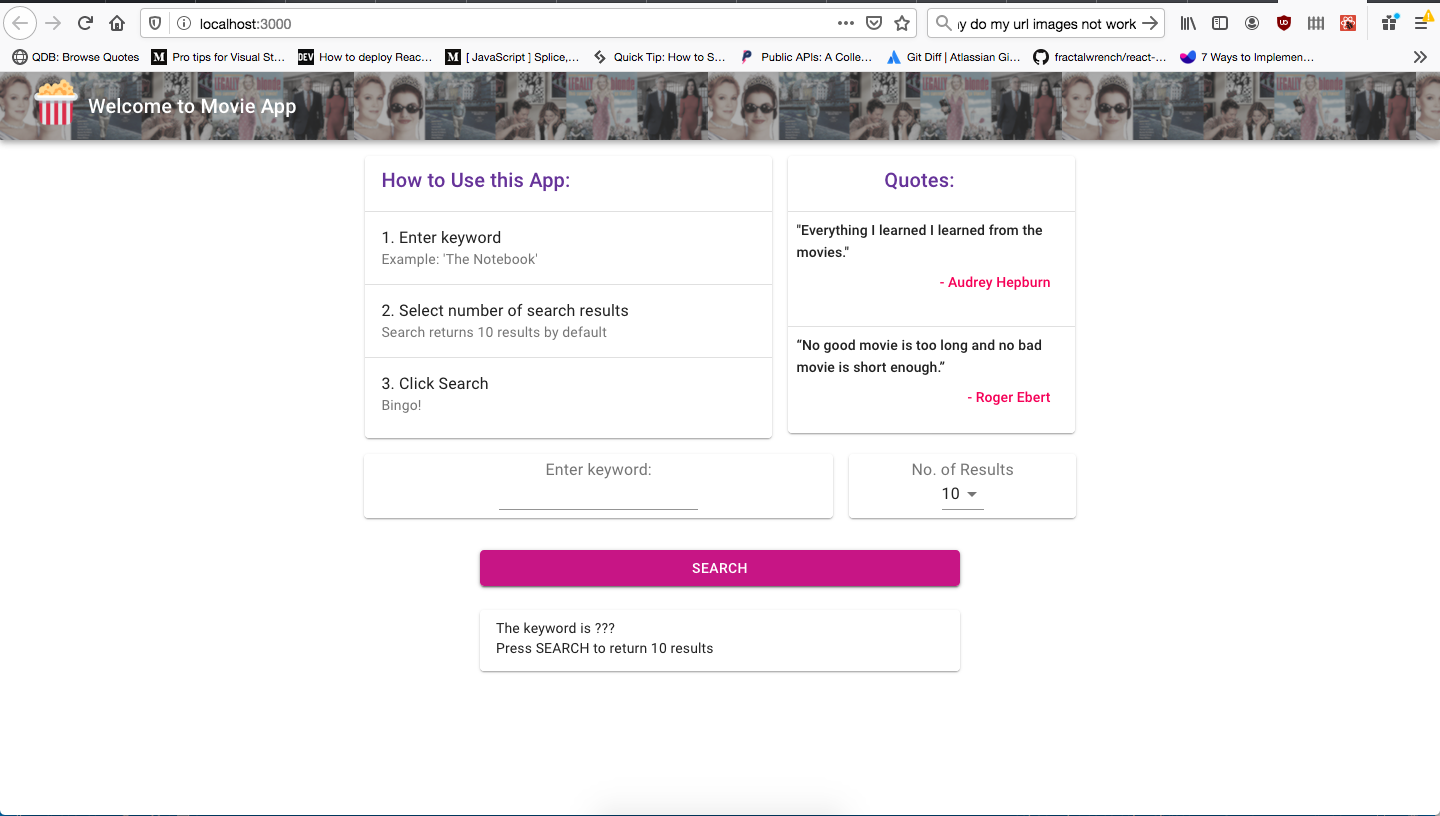 localhost:3000
ıy do my url images not work
QDB: Browse Quotes
Pro tips for Visual St…
How to deploy Reac…
[ JavaScript ] Splice,…
Quick Tip: How to S…
Public APIs: A Colle…
Git Diff | Atlassian Gi…
fractalwrench/react-…
7 Ways to Implemen…
Welcome to Movie App
How to Use this App:
1. Enter keyword
Example: 'The Notebook'
2. Select number of search results
Search returns 10 results by default
3. Click Search
Bingo!
Quotes:
"Everything I learned I learned from the
movies."
- Audrey Hepburn
“No good movie is too long and no bad
movie is short enough.”
- Roger Ebert
Enter keyword:
No. of Results
10
SEARCH
The keyword is ???
Press SEARCH to return 10 results